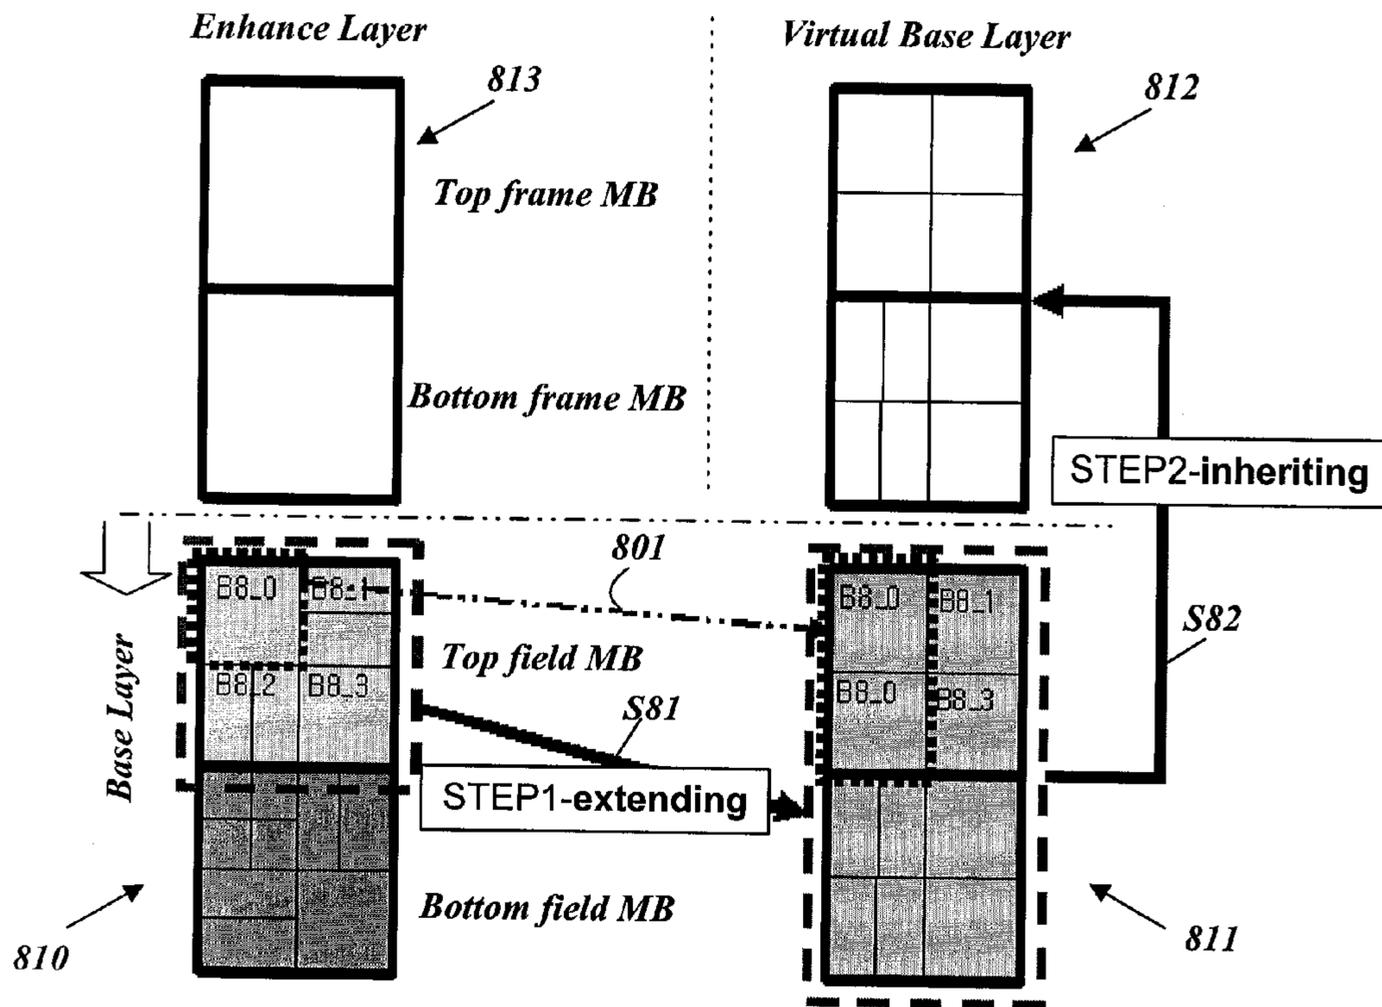 Enhance Layer
Virtual Base Layer
813
812
Top frame MB
Bottom frame MB
STEP2-inheriting
801
B8_0
B8_1
B8_2
B8_3
Top field MB
B8_0
B8_1
B8_0
B8_3
S82
Base Layer
S81
STEP1-extending
Bottom field MB
810
811